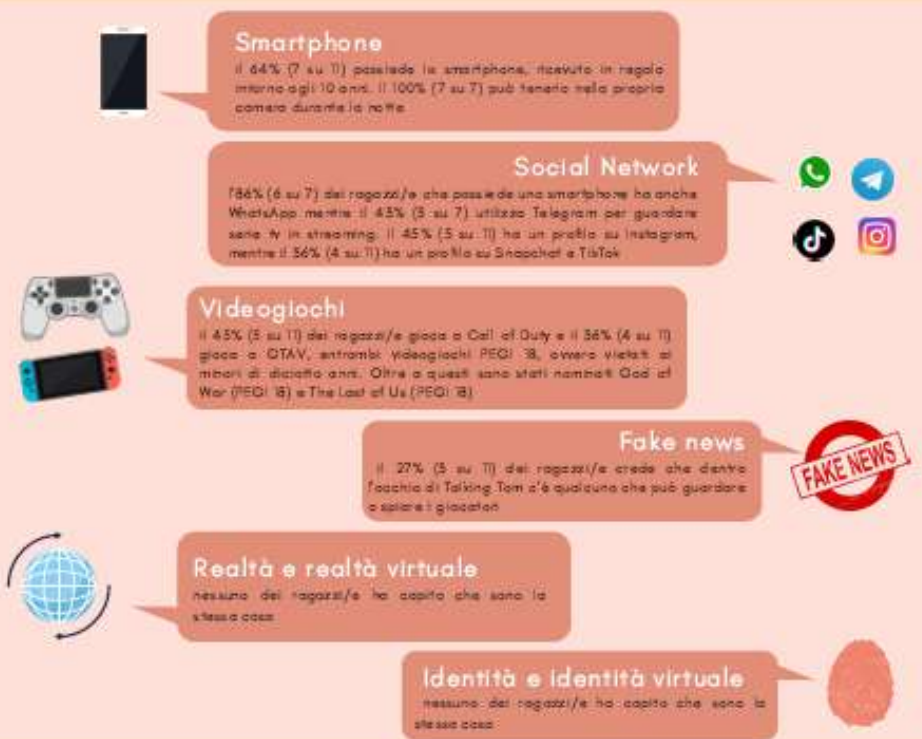 Smartphone
il 64% (7 su 11) possiede lo smartphone, ricevuto in regalo
intorno agli 10 anni. Il 100% (7 su 7) può tenerlo nella propria
camera durante la notte
Social Network
l'86% (6 su 7) dei ragazzi/e che possiede uno smartphone ha anche
WhatsApp mentre il 43% (3 su 7) utilizza Telegram per guardare
serie tv in streaming. il 45% (5 su 11) ha un profilo su Instagram,
mentre il 36% (4 su 11) ha un profilo su Snapchat e TikTok
Videogiochi
il 45% (5 su 11) dei ragazzi/e gioca a Call of Duty e il 36% (4 su 11)
gioca a GTAV, entrambi videogiochi PEGI 18, ovvero vietati ai
minori di diciotto anni. Oltre a questi sono stati nominati God of
War (PEGI 18) e The Last of Us (PEGI 18)
Fake news
il 27% (3 su 11) dei ragazzi/e crede che dentro
l'occhio di Talking Tom c'è qualcuno che può guardare
o spiare i giocatori
FAKE NEWS
Realtà e realtà virtuale
nessuno dei ragazzi/e ha capito che sono la
stessa cosa
Identità e identità virtuale
nessuno dei ragazzi/e ha capito che sono la
stessa cosa